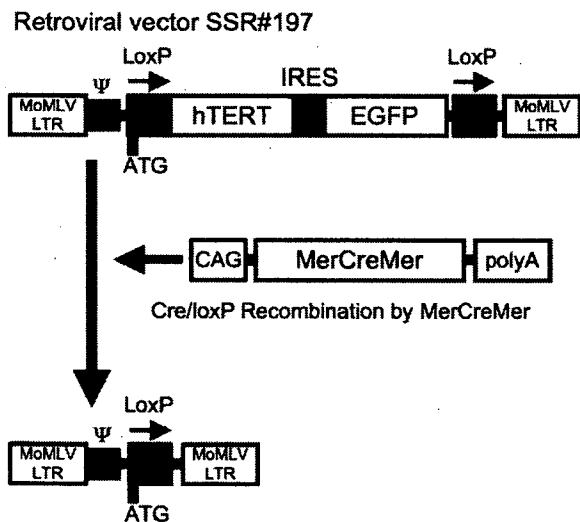 Retroviral vector SSR#197
LoxP
LoxP
Ψ
IRES
MoMLV
LTR
hTERT
EGFP
MoMLV
LTR
ATG
CAG
MerCreMer
polyA
Cre/loxP Recombination by MerCreMer
LoxP
Ψ
MoMLV
LTR
MoMLV
LTR
ATG